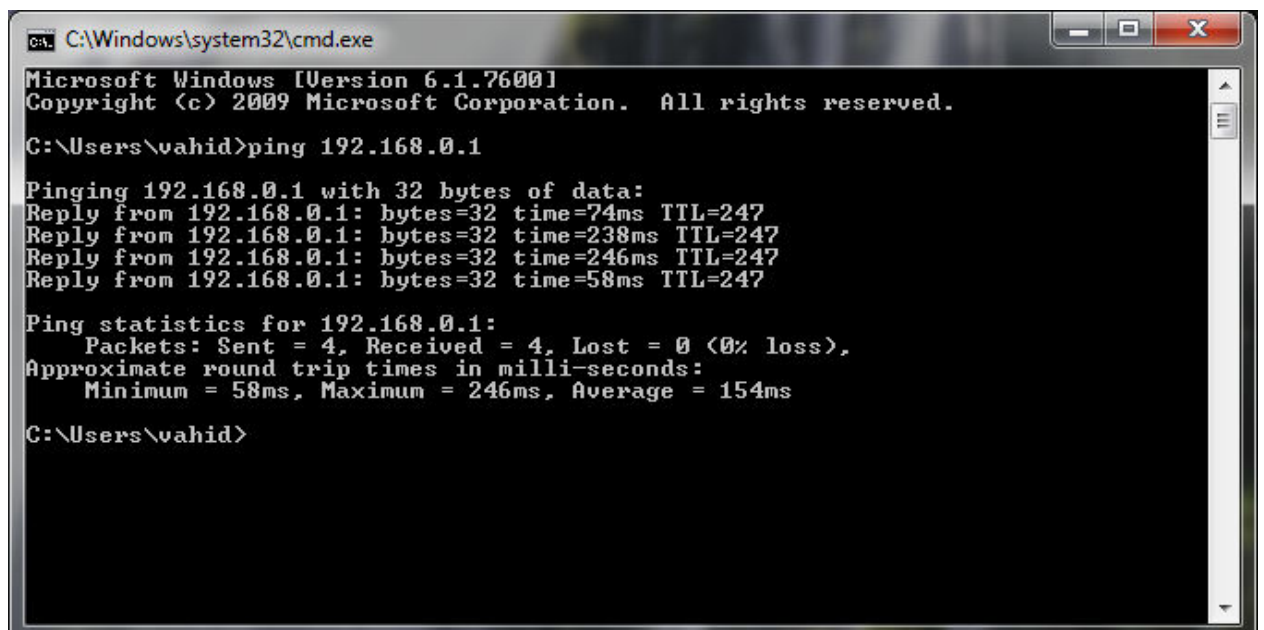 C:\Windows\system32\cmd.exe
Microsoft Windows [Version 6.1.7600]
Copyright (c) 2009 Microsoft Corporation.  All rights reserved.
C:\Users\vahid>ping 192.168.0.1
Pinging 192.168.0.1 with 32 bytes of data:
Reply from 192.168.0.1: bytes=32 time=74ms TTL=247
Reply from 192.168.0.1: bytes=32 time=238ms TTL=247
Reply from 192.168.0.1: bytes=32 time=246ms TTL=247
Reply from 192.168.0.1: bytes=32 time=58ms TTL=247
Ping statistics for 192.168.0.1:
    Packets: Sent = 4, Received = 4, Lost = 0 (0% loss),
Approximate round trip times in milli-seconds:
    Minimum = 58ms, Maximum = 246ms, Average = 154ms
C:\Users\vahid>